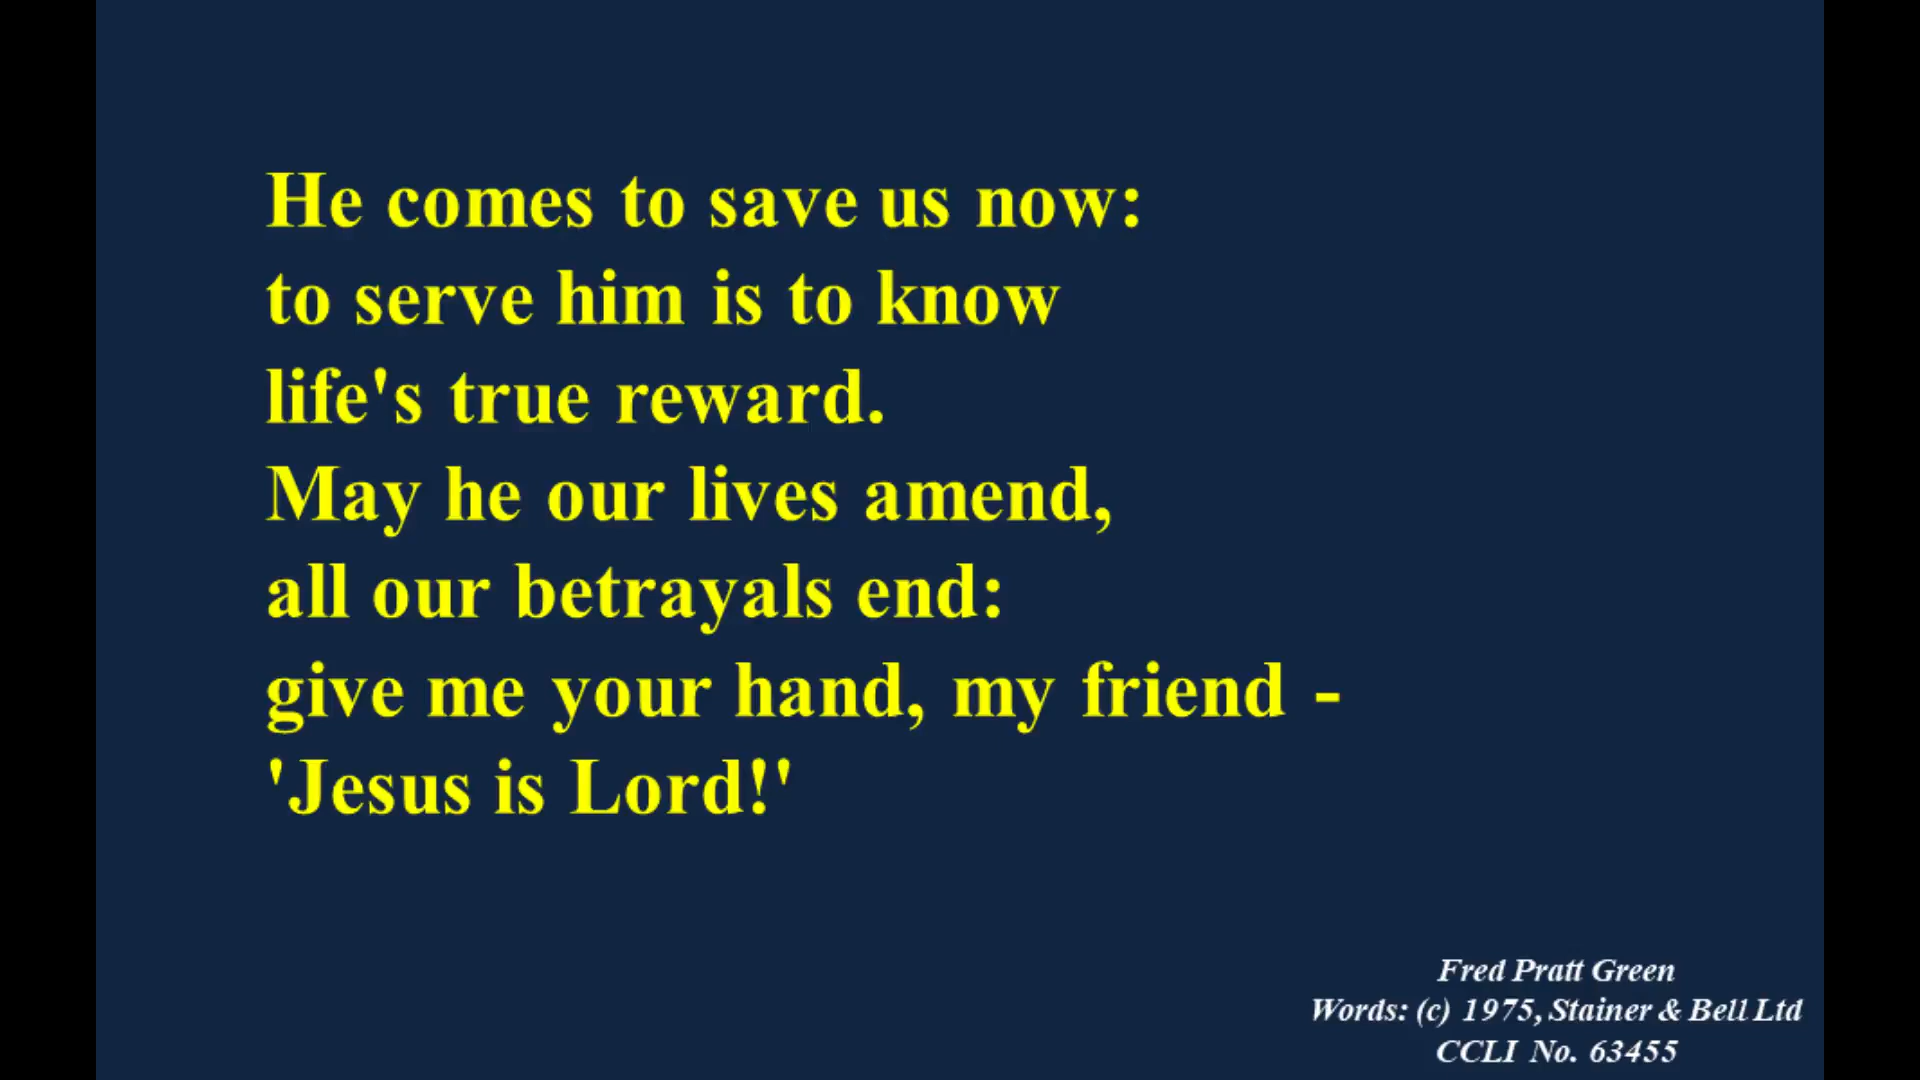 He comes to save us now:
to serve him is to know
life's true reward.
May he our lives amend,
all our betrayals end:
give me your hand, my friend -
'Jesus is Lord!'
Fred Pratt Green
Words: (c) 1975, Stainer & Bell Ltd
CCLI No. 63455